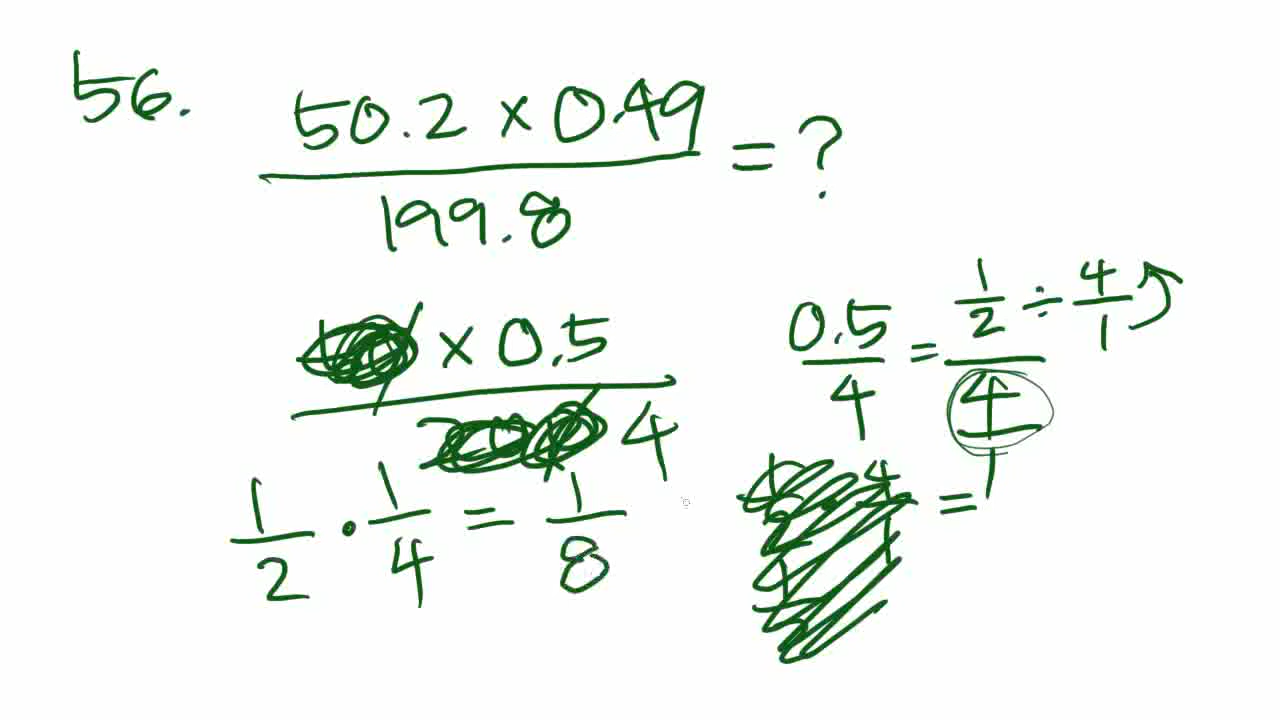 56.
50.2 × 0.49
199.8
= ?
× 0.5
4
1/2 · 1/4 = 1/8
0.5/4 = 1/2 ÷ 4/1
4/1
=